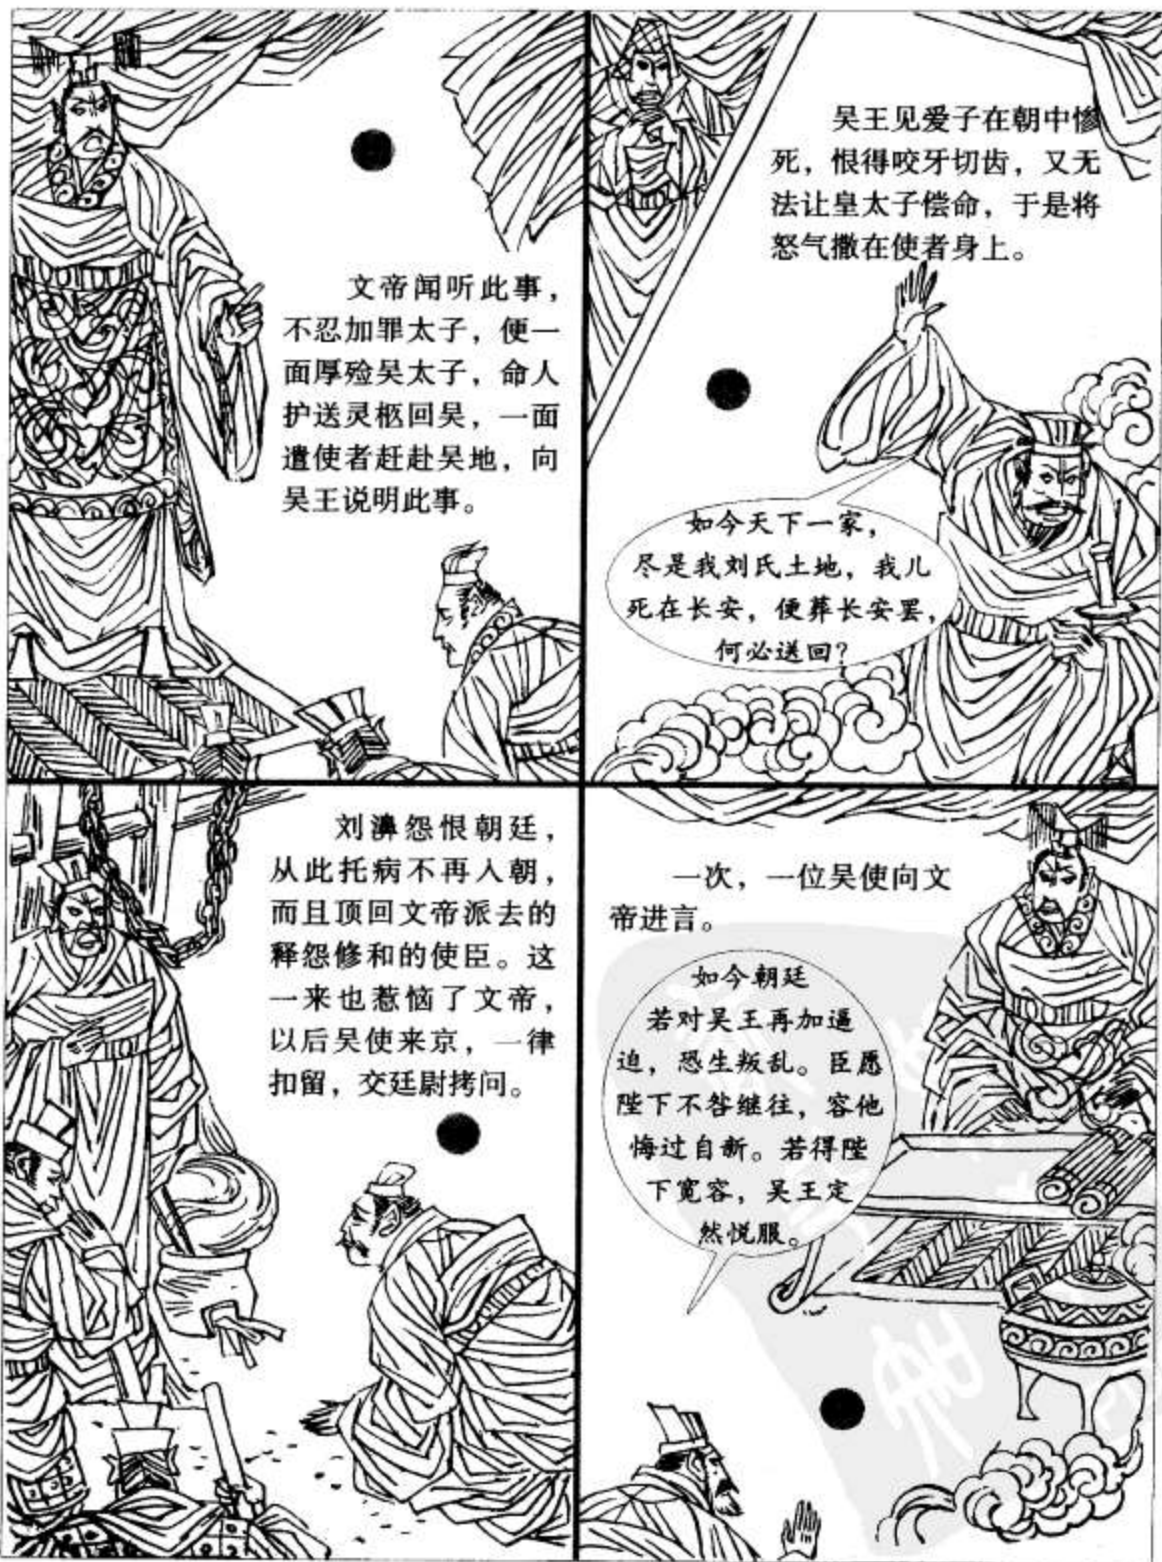 文帝闻听此事，
不忍加罪太子，便一
面厚殓吴太子，命人
护送灵柩回吴，一面
遣使者赶赴吴地，向
吴王说明此事。
吴王见爱子在朝中惨
死，恨得咬牙切齿，又无
法让皇太子偿命，于是将
怒气撒在使者身上。
如今天下一家，
尽是我刘氏土地，我儿
死在长安，便葬长安罢，
何必送回？
刘濞怨恨朝廷，
从此托病不再入朝，
而且顶回文帝派去的
释怨修和的使臣。这
一来也惹恼了文帝，
以后吴使来京，一律
扣留，交廷尉拷问。
一次，一位吴使向文
帝进言。
如今朝廷
若对吴王再加逼
迫，恐生叛乱。臣愿
陛下不咎继往，容他
悔过自新。若得陛
下宽容，吴王定
然悦服。